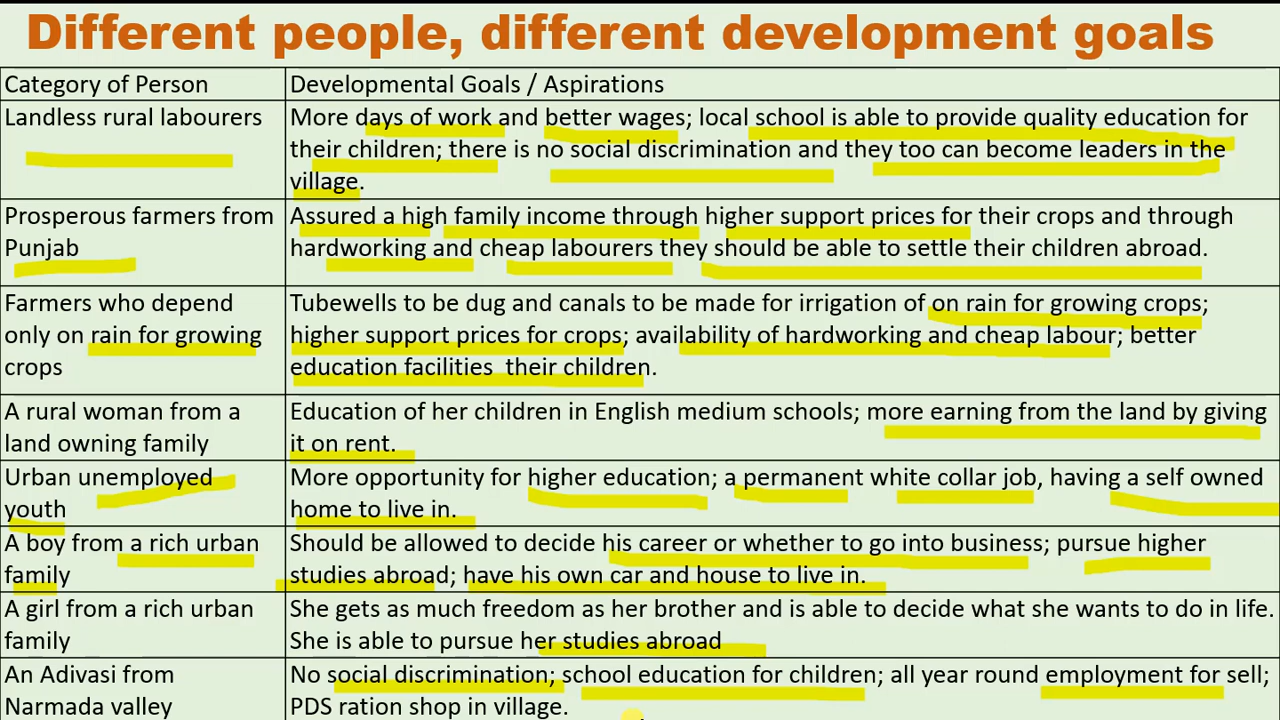 Different people, different development goals
Category of Person
Developmental Goals / Aspirations
Landless rural labourers
More days of work and better wages; local school is able to provide quality education for
their children; there is no social discrimination and they too can become leaders in the
village.
Prosperous farmers from
Punjab
Assured a high family income through higher support prices for their crops and through
hardworking and cheap labourers they should be able to settle their children abroad.
Farmers who depend
only on rain for growing
crops
Tubewells to be dug and canals to be made for irrigation of on rain for growing crops;
higher support prices for crops; availability of hardworking and cheap labour; better
education facilities  their children.
A rural woman from a
land owning family
Education of her children in English medium schools; more earning from the land by giving
it on rent.
Urban unemployed
youth
More opportunity for higher education; a permanent white collar job, having a self owned
home to live in.
A boy from a rich urban
family
Should be allowed to decide his career or whether to go into business; pursue higher
studies abroad; have his own car and house to live in.
A girl from a rich urban
family
She gets as much freedom as her brother and is able to decide what she wants to do in life.
She is able to pursue her studies abroad
An Adivasi from
Narmada valley
No social discrimination; school education for children; all year round employment for sell;
PDS ration shop in village.